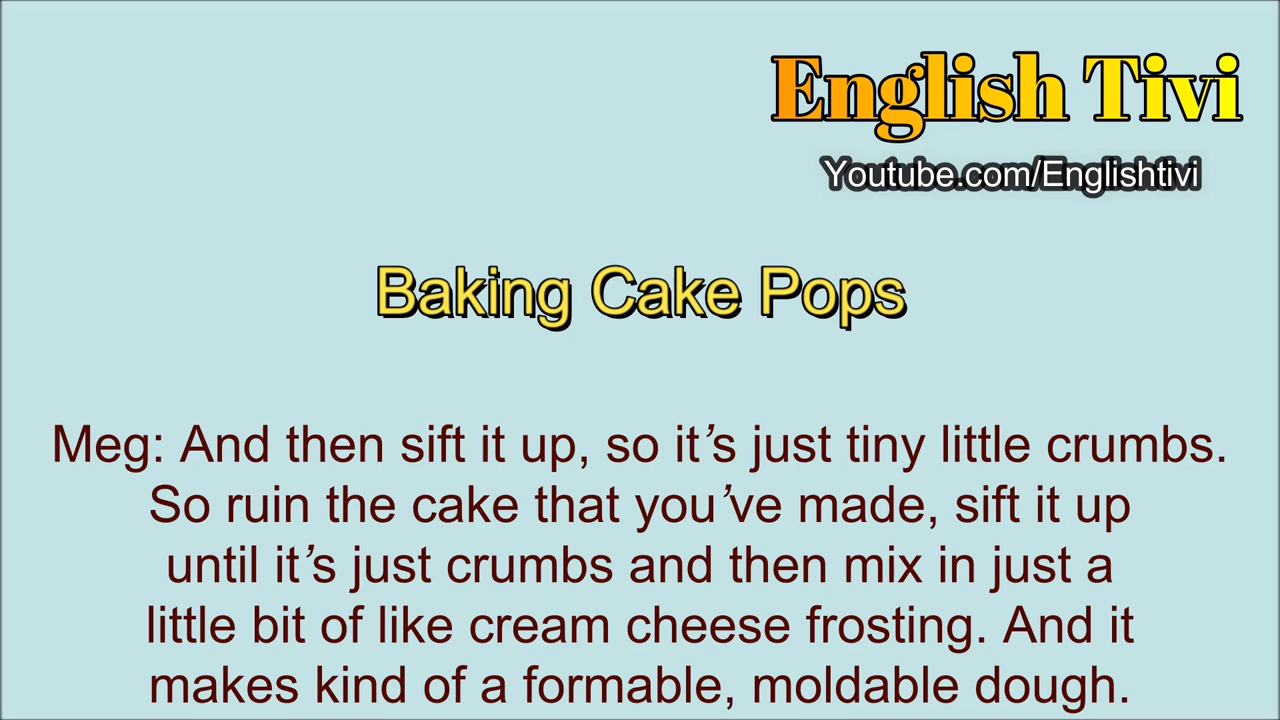 English Tivi
Youtube.com/Englishtivi
Baking Cake Pops
Meg: And then sift it up, so it’s just tiny little crumbs.
So ruin the cake that you’ve made, sift it up
until it’s just crumbs and then mix in just a
little bit of like cream cheese frosting. And it
makes kind of a formable, moldable dough.